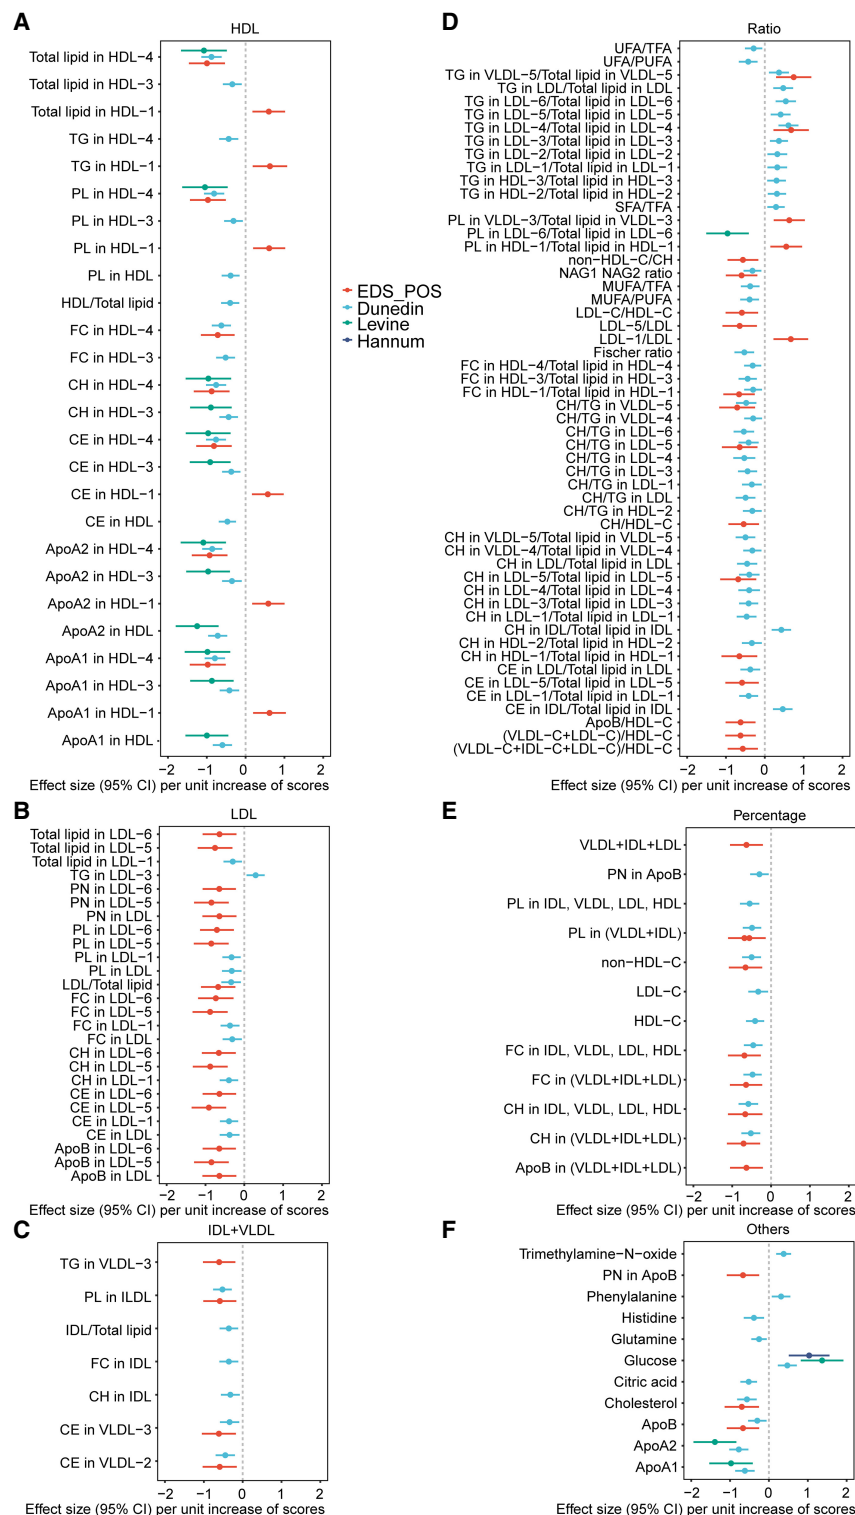 A
HDL
Total lipid in HDL−4
Total lipid in HDL−3
Total lipid in HDL−1
TG in HDL−4
TG in HDL−1
PL in HDL−4
PL in HDL−3
PL in HDL−1
PL in HDL
HDL/Total lipid
FC in HDL−4
FC in HDL−3
CH in HDL−4
CH in HDL−3
CE in HDL−4
CE in HDL−3
CE in HDL−1
CE in HDL
ApoA2 in HDL−4
ApoA2 in HDL−3
ApoA2 in HDL−1
ApoA2 in HDL
ApoA1 in HDL−4
ApoA1 in HDL−3
ApoA1 in HDL−1
ApoA1 in HDL
−2 −1 0 1 2
Effect size (95% CI) per unit increase of scores
EDS_POS
Dunedin
Levine
Hannum
B
LDL
Total lipid in LDL−6
Total lipid in LDL−5
Total lipid in LDL−1
TG in LDL−3
PN in LDL−6
PN in LDL−5
PN in LDL
PL in LDL−6
PL in LDL−5
PL in LDL−1
PL in LDL
LDL/Total lipid
FC in LDL−6
FC in LDL−5
FC in LDL−1
FC in LDL
CH in LDL−6
CH in LDL−5
CH in LDL−1
CE in LDL−6
CE in LDL−5
CE in LDL−1
CE in LDL
ApoB in LDL−6
ApoB in LDL−5
ApoB in LDL
−2 −1 0 1 2
Effect size (95% CI) per unit increase of scores
C
IDL+VLDL
TG in VLDL−3
PL in ILDL
IDL/Total lipid
FC in IDL
CH in IDL
CE in VLDL−3
CE in VLDL−2
−2 −1 0 1 2
Effect size (95% CI) per unit increase of scores
D
Ratio
UFA/TFA
UFA/PUFA
TG in VLDL−5/Total lipid in VLDL−5
TG in LDL/Total lipid in LDL
TG in LDL−6/Total lipid in LDL−6
TG in LDL−5/Total lipid in LDL−5
TG in LDL−4/Total lipid in LDL−4
TG in LDL−3/Total lipid in LDL−3
TG in LDL−2/Total lipid in LDL−2
TG in LDL−1/Total lipid in LDL−1
TG in HDL−3/Total lipid in HDL−3
TG in HDL−2/Total lipid in HDL−2
SFA/TFA
PL in VLDL−3/Total lipid in VLDL−3
PL in LDL−6/Total lipid in LDL−6
PL in HDL−1/Total lipid in HDL−1
non−HDL−C/CH
NAG1 NAG2 ratio
MUFA/TFA
MUFA/PUFA
LDL−C/HDL−C
LDL−5/LDL
LDL−1/LDL
Fischer ratio
FC in HDL−4/Total lipid in HDL−4
FC in HDL−3/Total lipid in HDL−3
FC in HDL−1/Total lipid in HDL−1
CH/TG in VLDL−5
CH/TG in VLDL−4
CH/TG in LDL−6
CH/TG in LDL−5
CH/TG in LDL−4
CH/TG in LDL−3
CH/TG in LDL−1
CH/TG in LDL
CH/TG in HDL−2
CH/HDL−C
CH in VLDL−5/Total lipid in VLDL−5
CH in VLDL−4/Total lipid in VLDL−4
CH in LDL/Total lipid in LDL
CH in LDL−5/Total lipid in LDL−5
CH in LDL−4/Total lipid in LDL−4
CH in LDL−3/Total lipid in LDL−3
CH in LDL−1/Total lipid in LDL−1
CH in IDL/Total lipid in IDL
CH in HDL−2/Total lipid in HDL−2
CH in HDL−1/Total lipid in HDL−1
CE in LDL/Total lipid in LDL
CE in LDL−5/Total lipid in LDL−5
CE in LDL−1/Total lipid in LDL−1
CE in IDL/Total lipid in IDL
ApoB/HDL−C
(VLDL−C+LDL−C)/HDL−C
(VLDL−C+IDL−C+LDL−C)/HDL−C
−2 −1 0 1 2
Effect size (95% CI) per unit increase of scores
E
Percentage
VLDL+IDL+LDL
PN in ApoB
PL in IDL, VLDL, LDL, HDL
PL in (VLDL+IDL)
non−HDL−C
LDL−C
HDL−C
FC in IDL, VLDL, LDL, HDL
FC in (VLDL+IDL+LDL)
CH in IDL, VLDL, LDL, HDL
CH in (VLDL+IDL+LDL)
ApoB in (VLDL+IDL+LDL)
−2 −1 0 1 2
Effect size (95% CI) per unit increase of scores
F
Others
Trimethylamine−N−oxide
PN in ApoB
Phenylalanine
Histidine
Glutamine
Glucose
Citric acid
Cholesterol
ApoB
ApoA2
ApoA1
−2 −1 0 1 2
Effect size (95% CI) per unit increase of scores